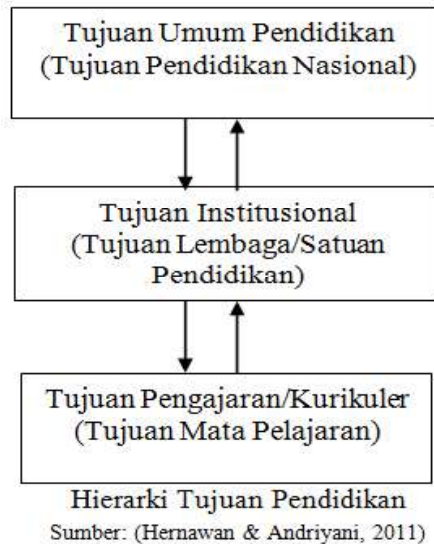 Tujuan Umum Pendidikan
(Tujuan Pendidikan Nasional)
Tujuan Institusional
(Tujuan Lembaga/Satuan
Pendidikan)
Tujuan Pengajaran/Kurikuler
(Tujuan Mata Pelajaran)
Hierarki Tujuan Pendidikan
Sumber: (Hernawan & Andriyani, 2011)